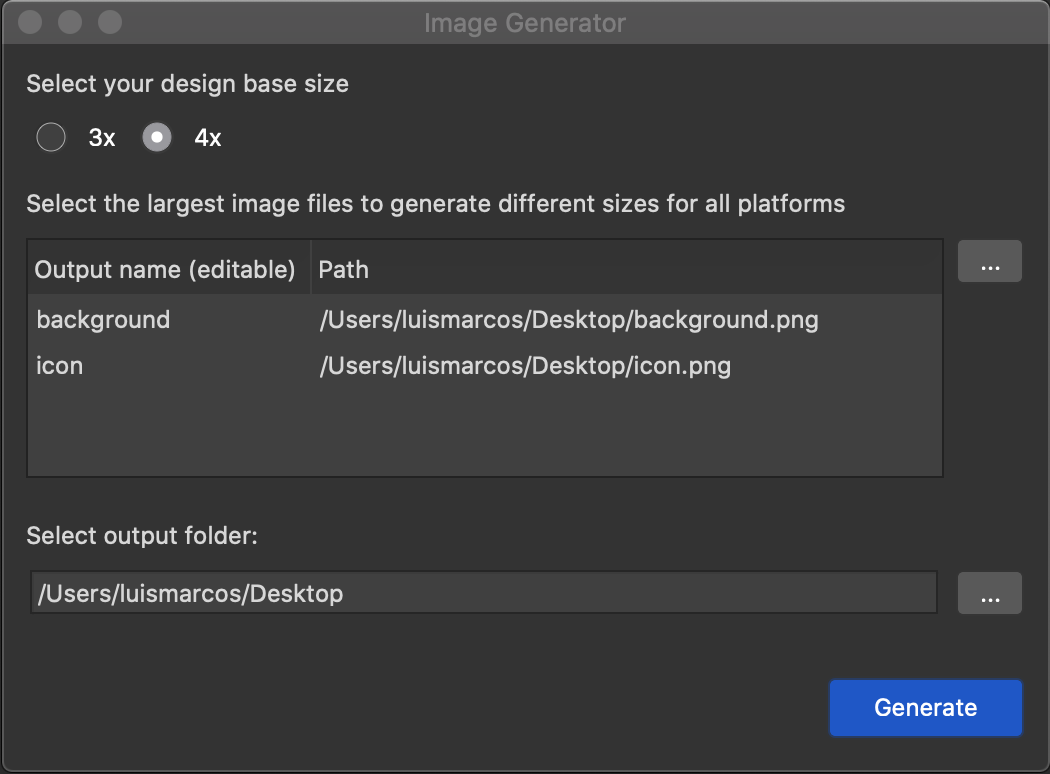 Image Generator
Select your design base size
3x 4x
Select the largest image files to generate different sizes for all platforms
Output name (editable) Path
...
background /Users/luismarcos/Desktop/background.png
icon /Users/luismarcos/Desktop/icon.png
Select output folder:
/Users/luismarcos/Desktop ...
Generate